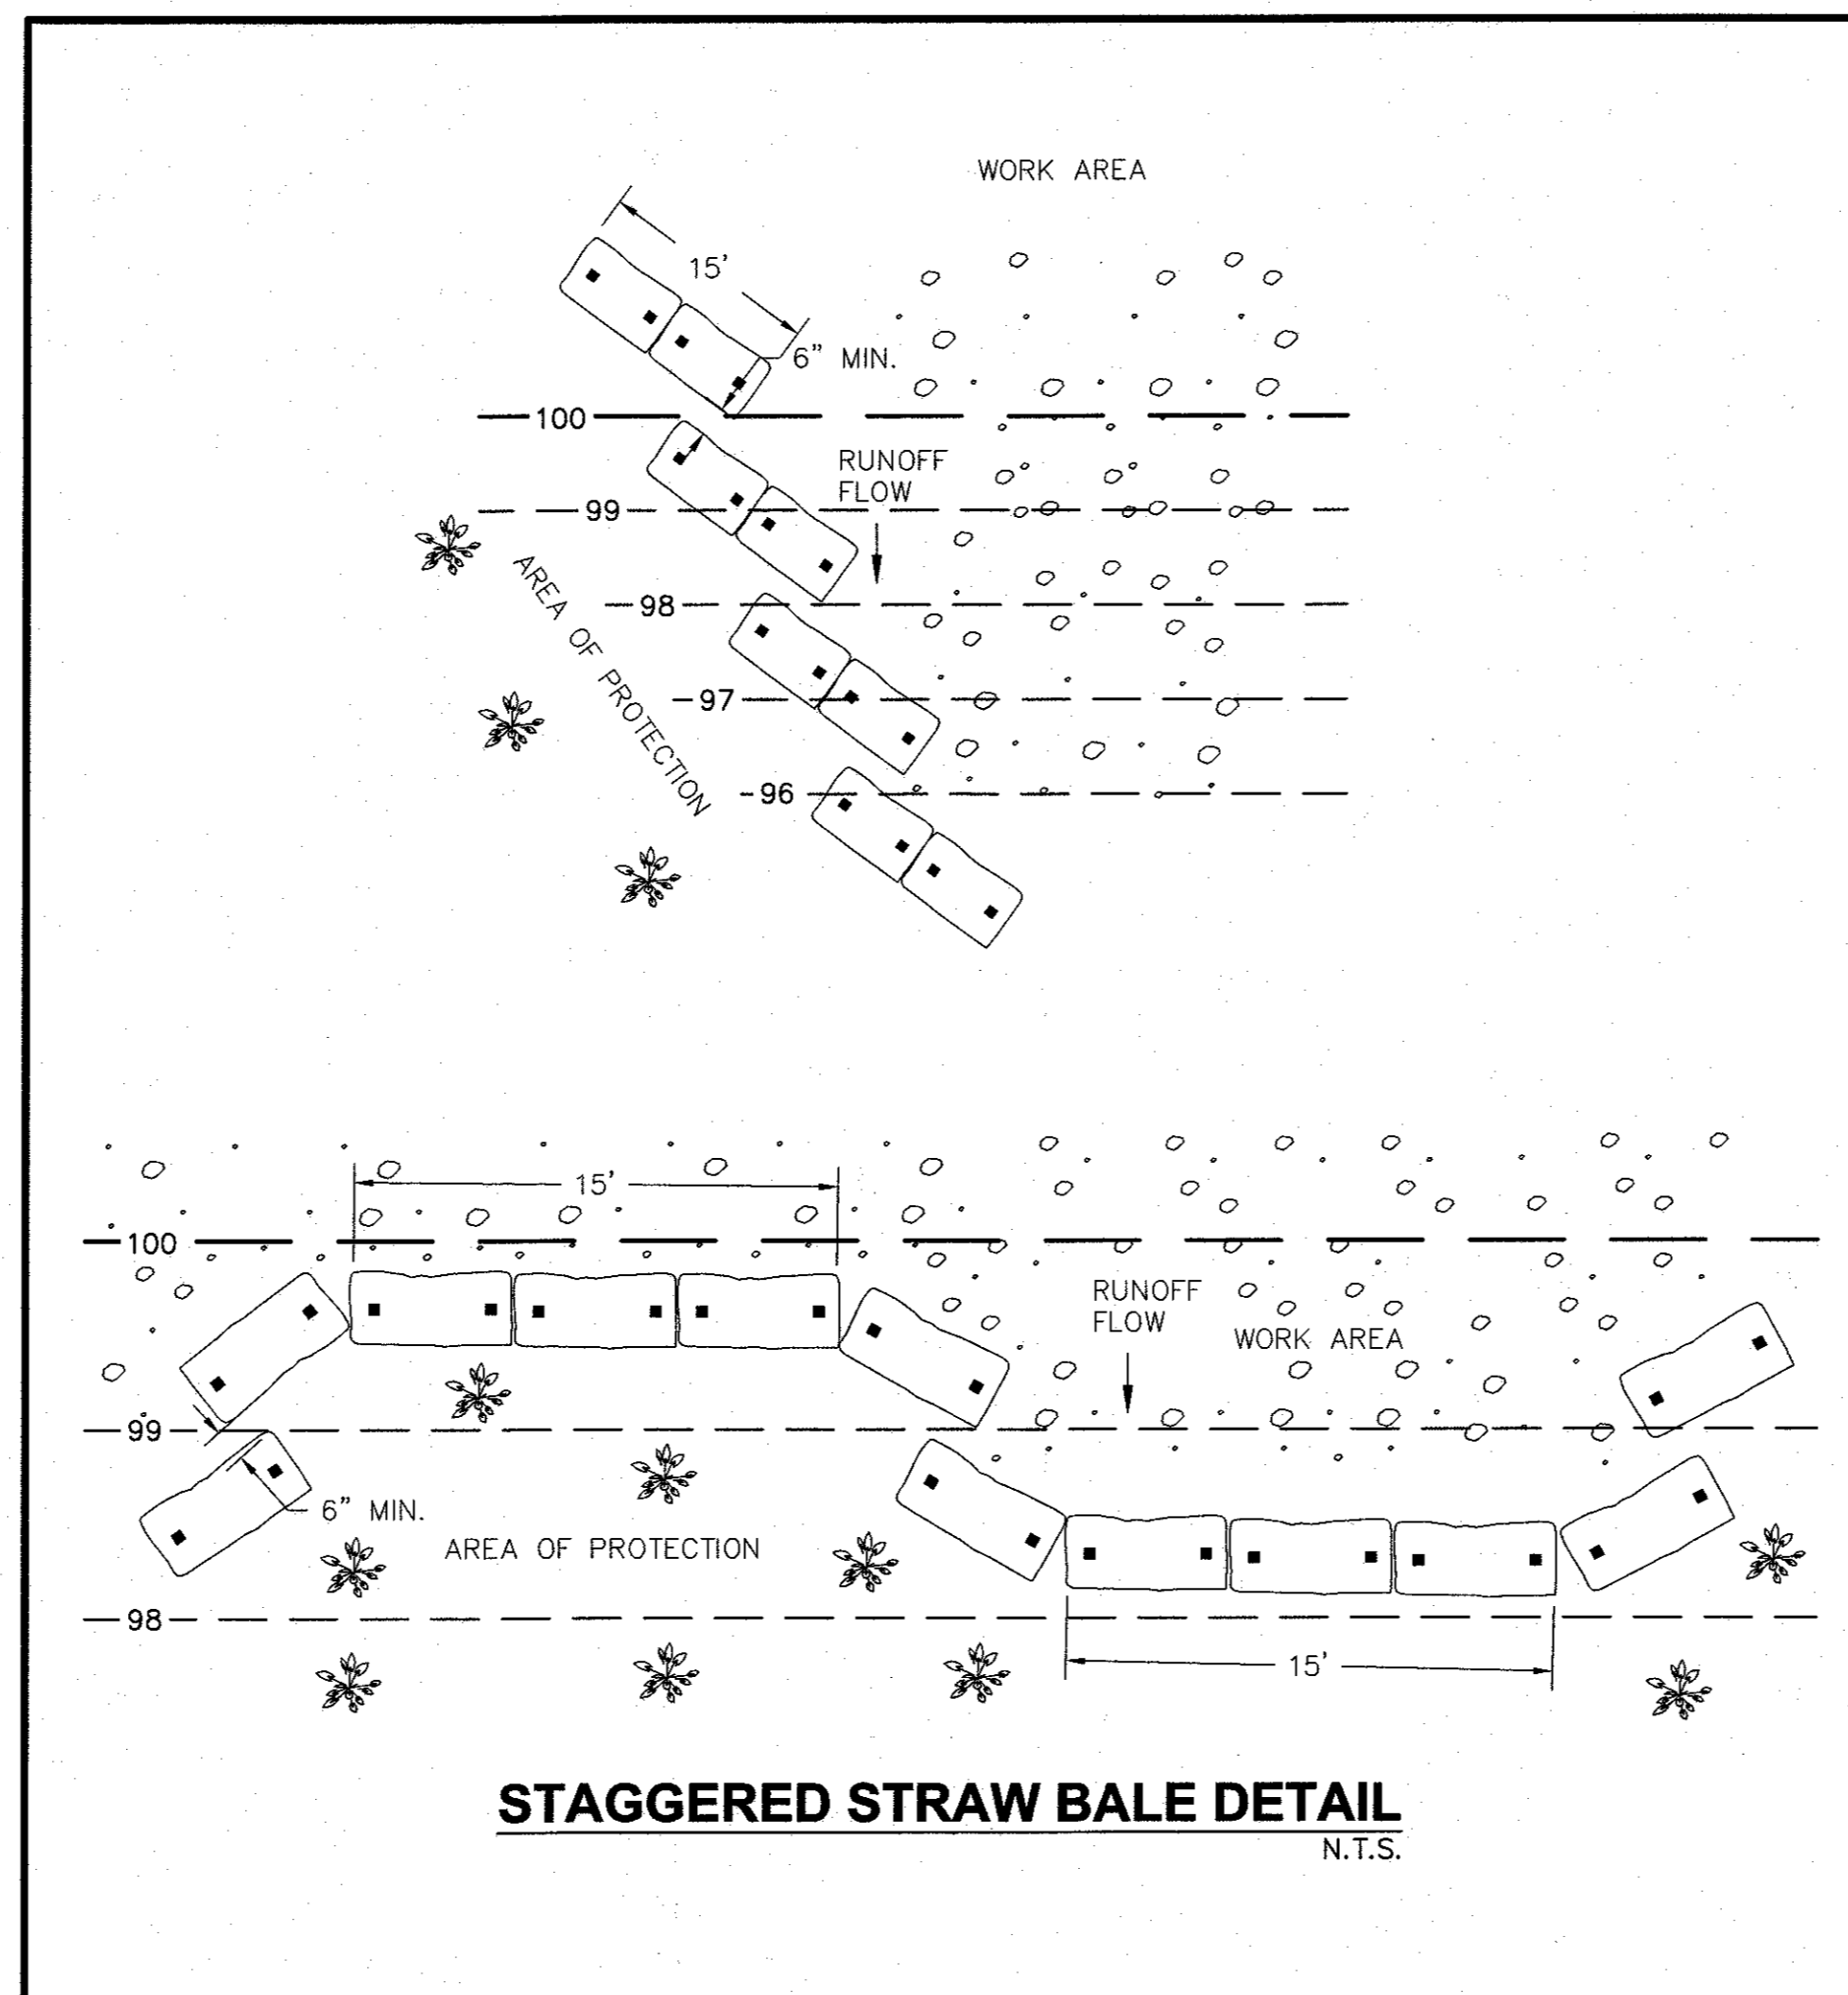 WORK AREA
15'
6" MIN.
100
RUNOFF
FLOW
99
AREA OF PROTECTION
98
97
96
15'
100
RUNOFF
FLOW
WORK AREA
99
6" MIN.
AREA OF PROTECTION
98
15'
STAGGERED STRAW BALE DETAIL
N.T.S.